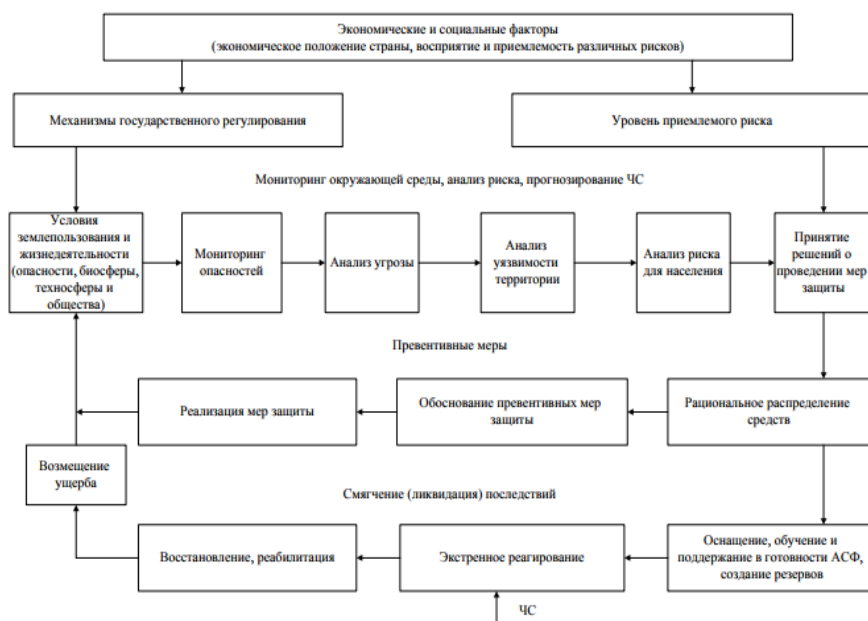 Экономические и социальные факторы
(экономическое положение страны, восприятие и приемлемость различных рисков)
Механизмы государственного регулирования
Уровень приемлемого риска
Мониторинг окружающей среды, анализ риска, прогнозирование ЧС
Условия
землепользования и
жизнедеятельности
(опасности, биосферы,
техносферы и
общества)
Мониторинг
опасностей
Анализ угрозы
Анализ
уязвимости
территории
Анализ риска
для населения
Принятие
решений о
проведении мер
защиты
Превентивные меры
Реализация мер защиты
Обоснование превентивных мер
защиты
Рациональное распределение
средств
Возмещение
ущерба
Смягчение (ликвидация) последствий
Восстановление, реабилитация
Экстренное реагирование
Оснащение, обучение и
поддержание в готовности АСФ,
создание резервов
ЧС